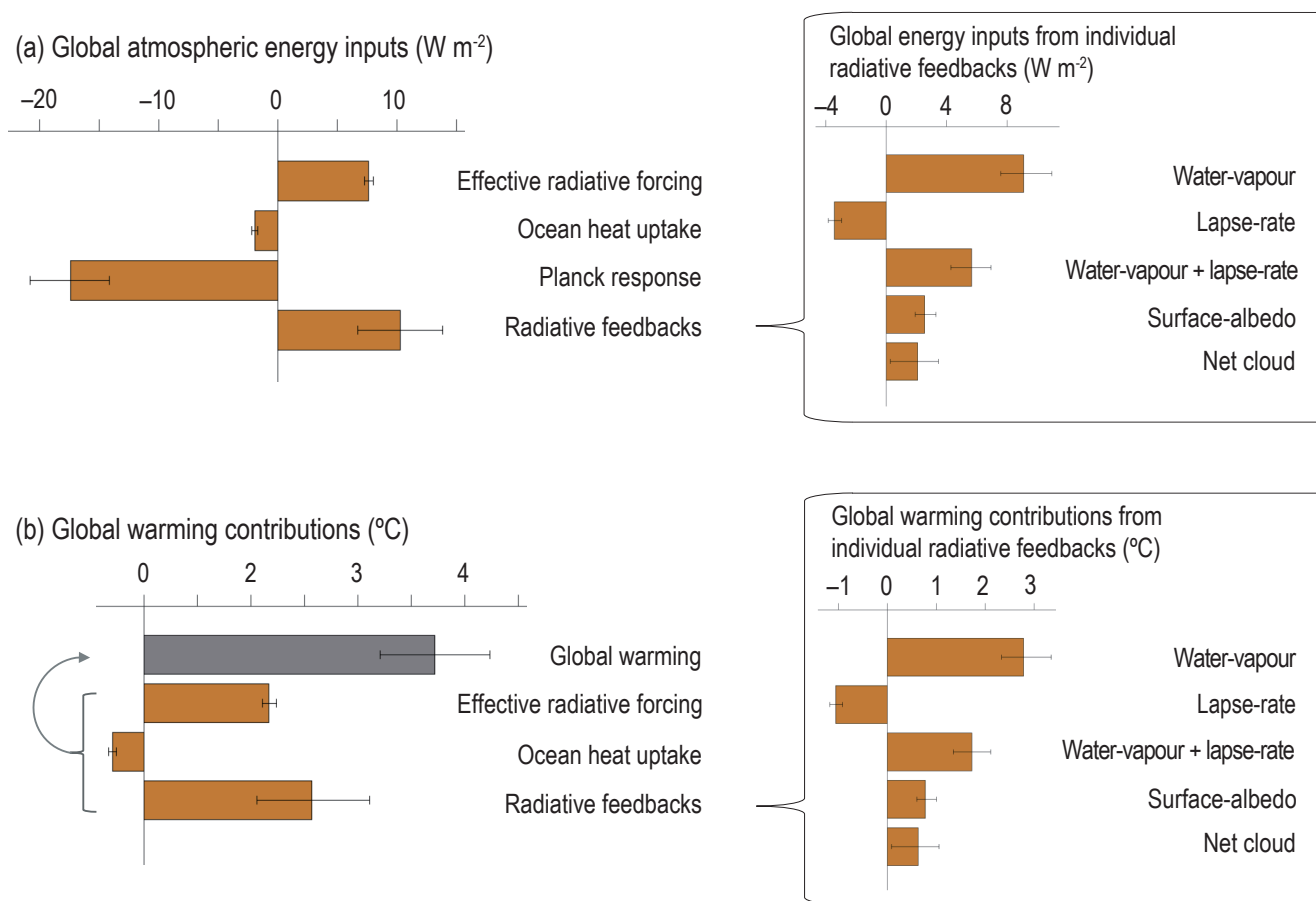 (a) Global atmospheric energy inputs (W m-2)
–20 –10 0 10
Effective radiative forcing
Ocean heat uptake
Planck response
Radiative feedbacks
Global energy inputs from individual
radiative feedbacks (W m-2)
–4 0 4 8
Water-vapour
Lapse-rate
Water-vapour + lapse-rate
Surface-albedo
Net cloud
(b) Global warming contributions (ºC)
0 2 3 4
Global warming
Effective radiative forcing
Ocean heat uptake
Radiative feedbacks
Global warming contributions from
individual radiative feedbacks (ºC)
–1 0 1 2 3
Water-vapour
Lapse-rate
Water-vapour + lapse-rate
Surface-albedo
Net cloud